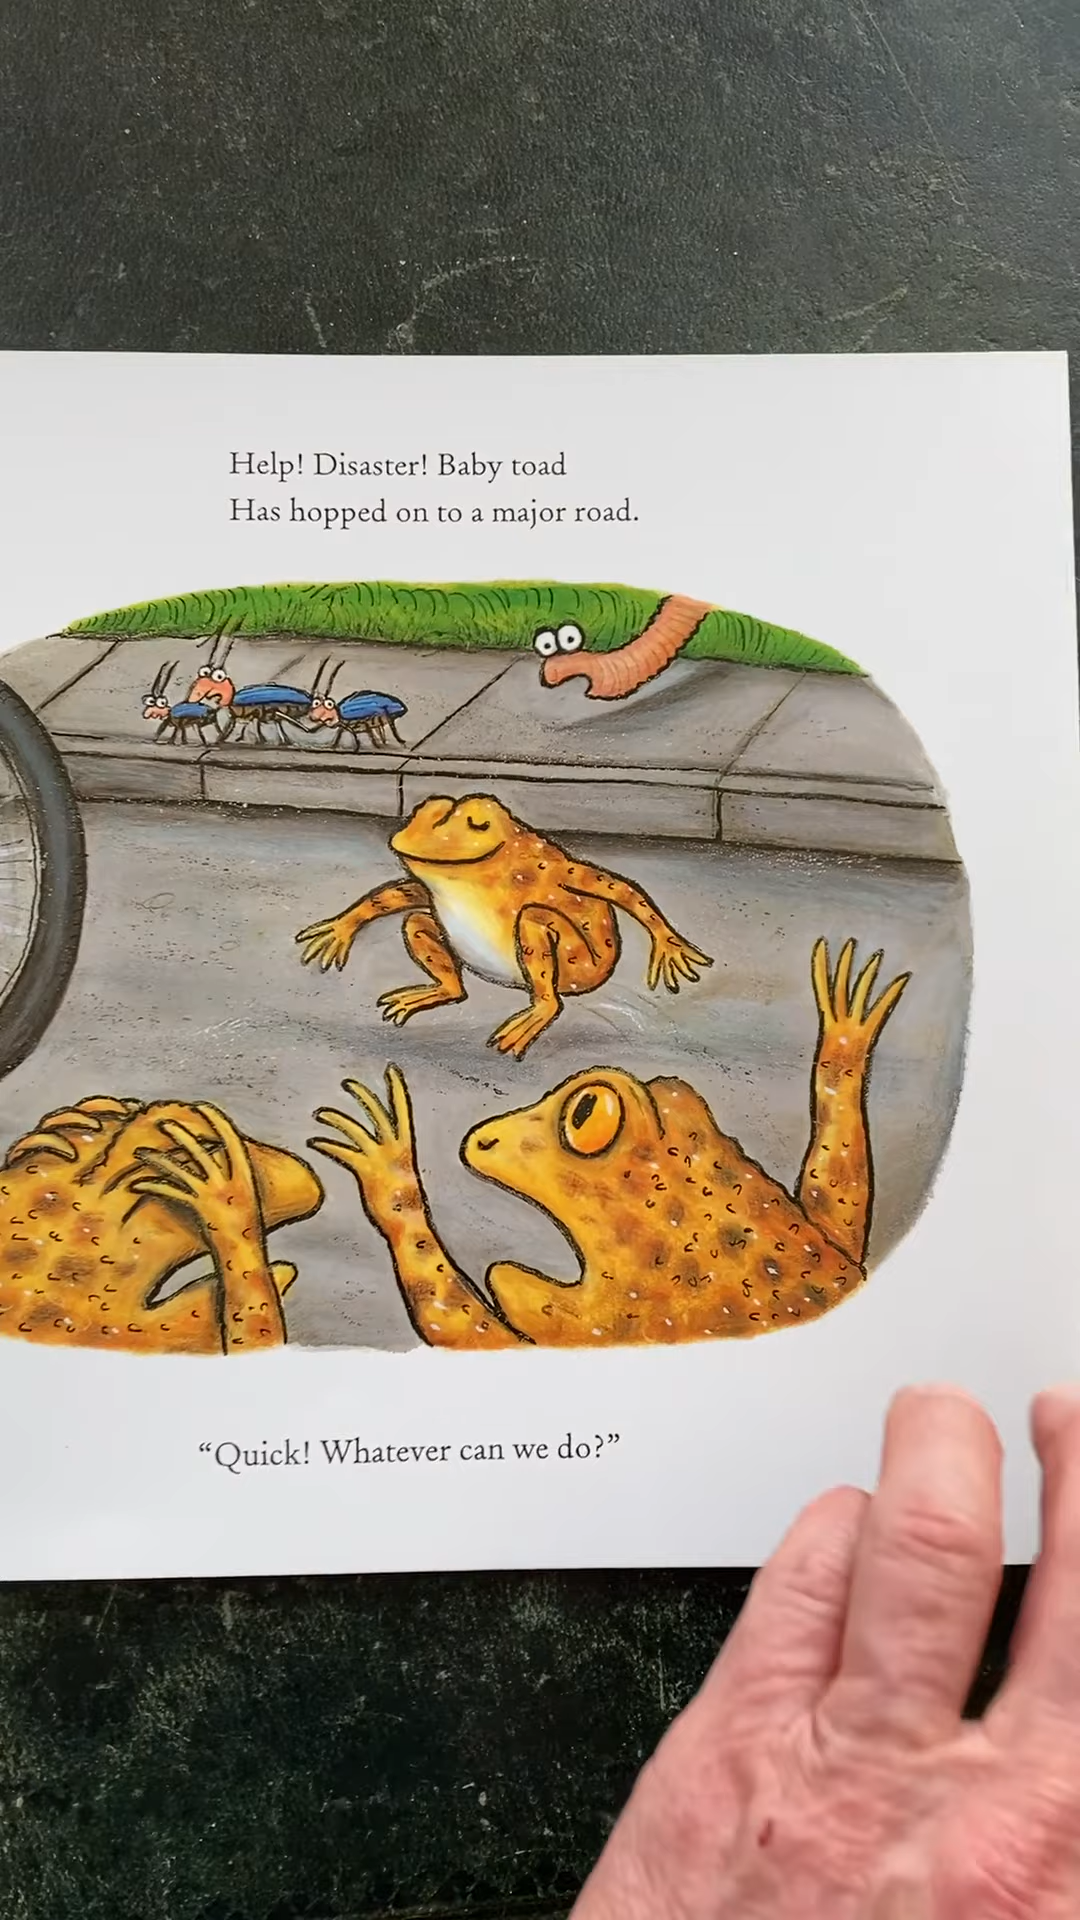 Help! Disaster! Baby toad
Has hopped on to a major road.
“Quick! Whatever can we do?”